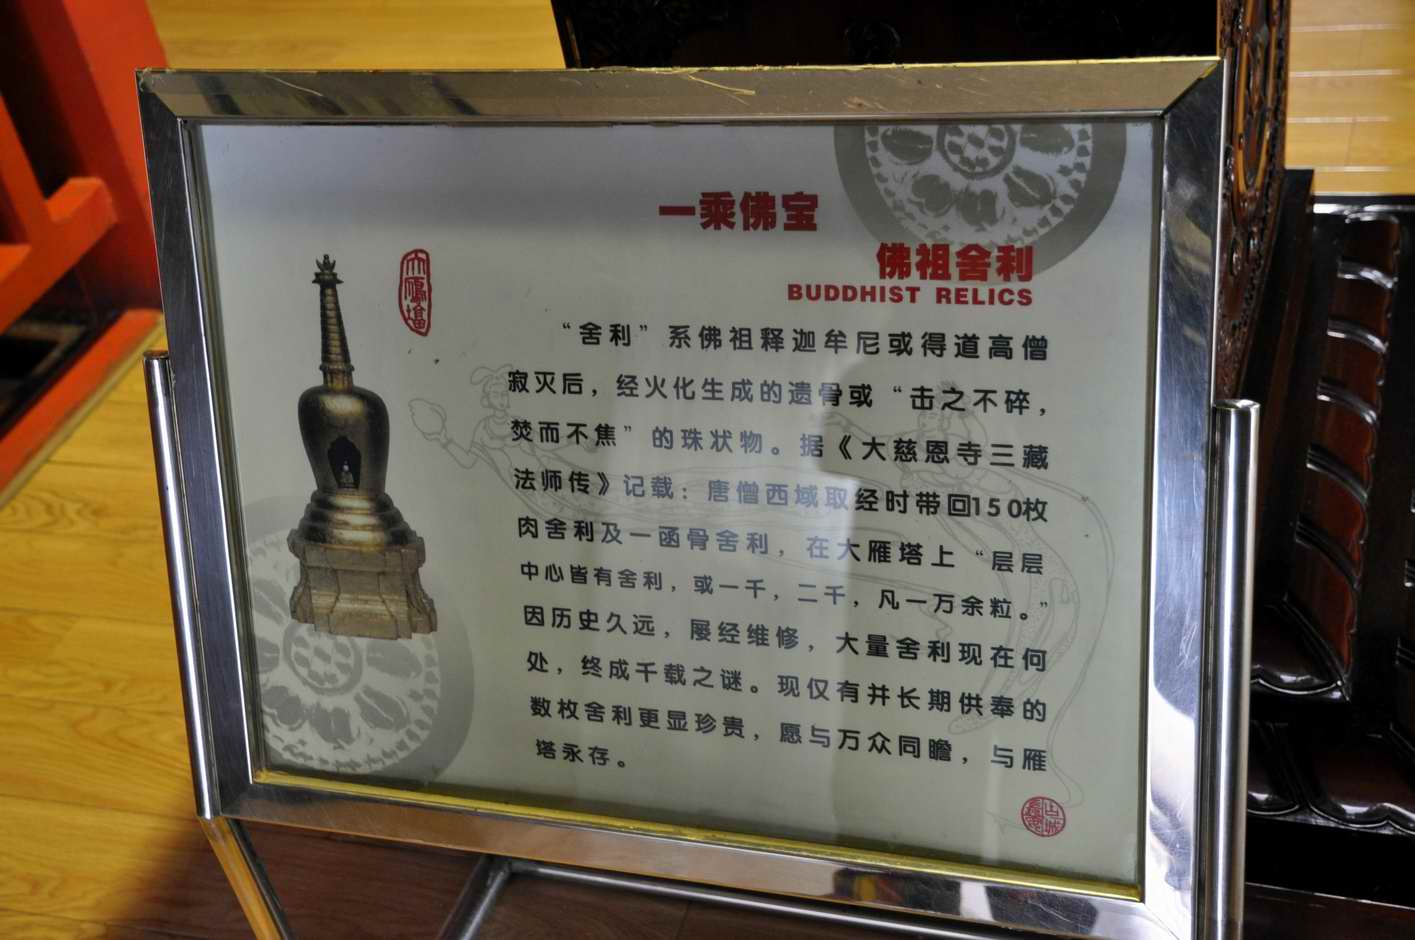 一乘佛宝
佛祖舍利
BUDDHIST RELICS
大雁塔
“舍利”系佛祖释迦牟尼或得道高僧
寂灭后，经火化生成的遗骨或“击之不碎，
焚而不焦”的珠状物。据《大慈恩寺三藏
法师传》记载：唐僧西域取经时带回150枚
肉舍利及一函骨舍利，在大雁塔上“层层
中心皆有舍利，或一千，二千，凡一万余粒。”
因历史久远，屡经维修，大量舍利现在何
处，终成千载之谜。现仅有并长期供奉的
数枚舍利更显珍贵，愿与万众同瞻，与雁
塔永存。